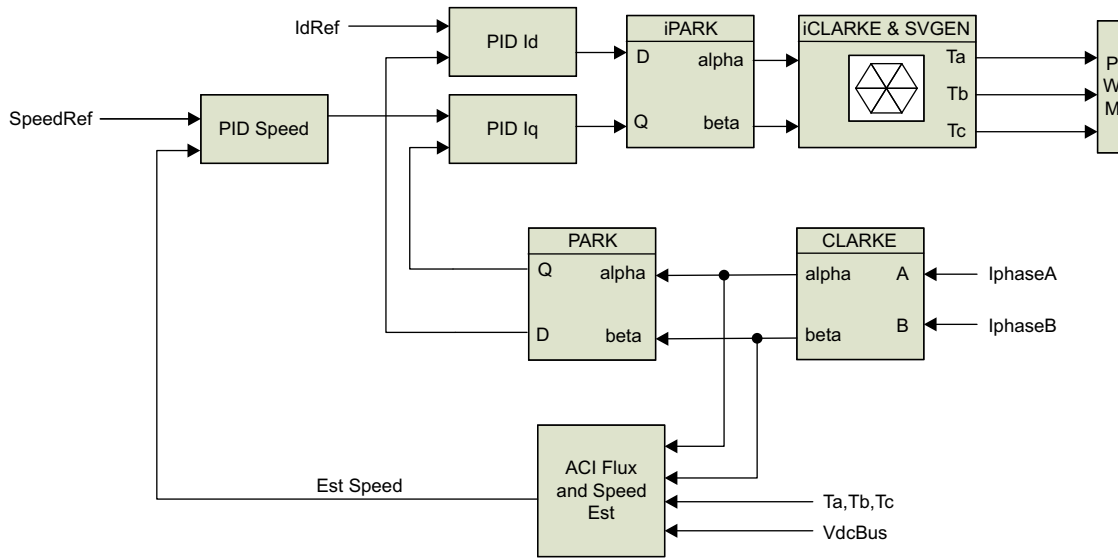 IdRef
PID Id
iPARK
D
alpha
Q
beta
iCLARKE & SVGEN
Ta
Tb
Tc
P
W
M
SpeedRef
PID Speed
PID Iq
PARK
Q
alpha
D
beta
CLARKE
alpha
A
beta
B
IphaseA
IphaseB
Est Speed
ACI Flux
and Speed
Est
Ta,Tb,Tc
VdcBus